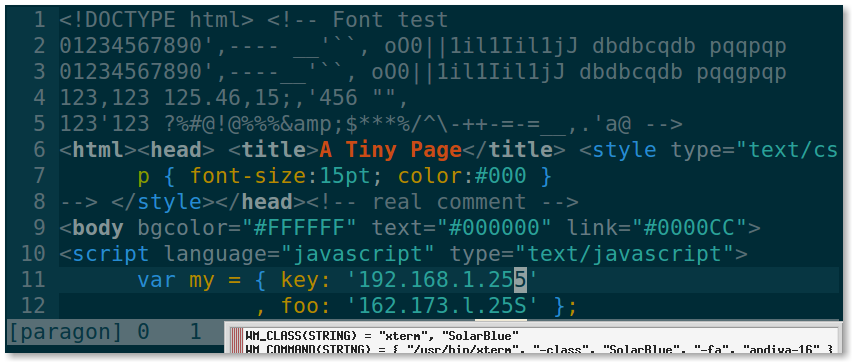 1 <!DOCTYPE html> <!-- Font test
2 01234567890',---- __'``, oO0||1il1Iil1jJ dbdbcqdb pqqpqp
3 01234567890',----__'``, oO0||1il1Iil1jJ dbdbcqdb pqqgpqp
4 123,123 125.46,15;,'456 "",
5 123'123 ?%#@!@%%%&amp;$***%/^\-++-=-=__,.'a@ -->
6 <html><head> <title>A Tiny Page</title> <style type="text/cs
7 p { font-size:15pt; color:#000 }
8 --> </style></head><!-- real comment -->
9 <body bgcolor="#FFFFFF" text="#000000" link="#0000CC">
10 <script language="javascript" type="text/javascript">
11 var my = { key: '192.168.1.255'
12 , foo: '162.173.l.25S' };
[paragon] 0 1
WM_CLASS(STRING) = "xterm", "SolarBlue"
WM_COMMAND(STRING) = { "/usr/bin/xterm", "-class", "SolarBlue", "-fa", "andiva-16" }